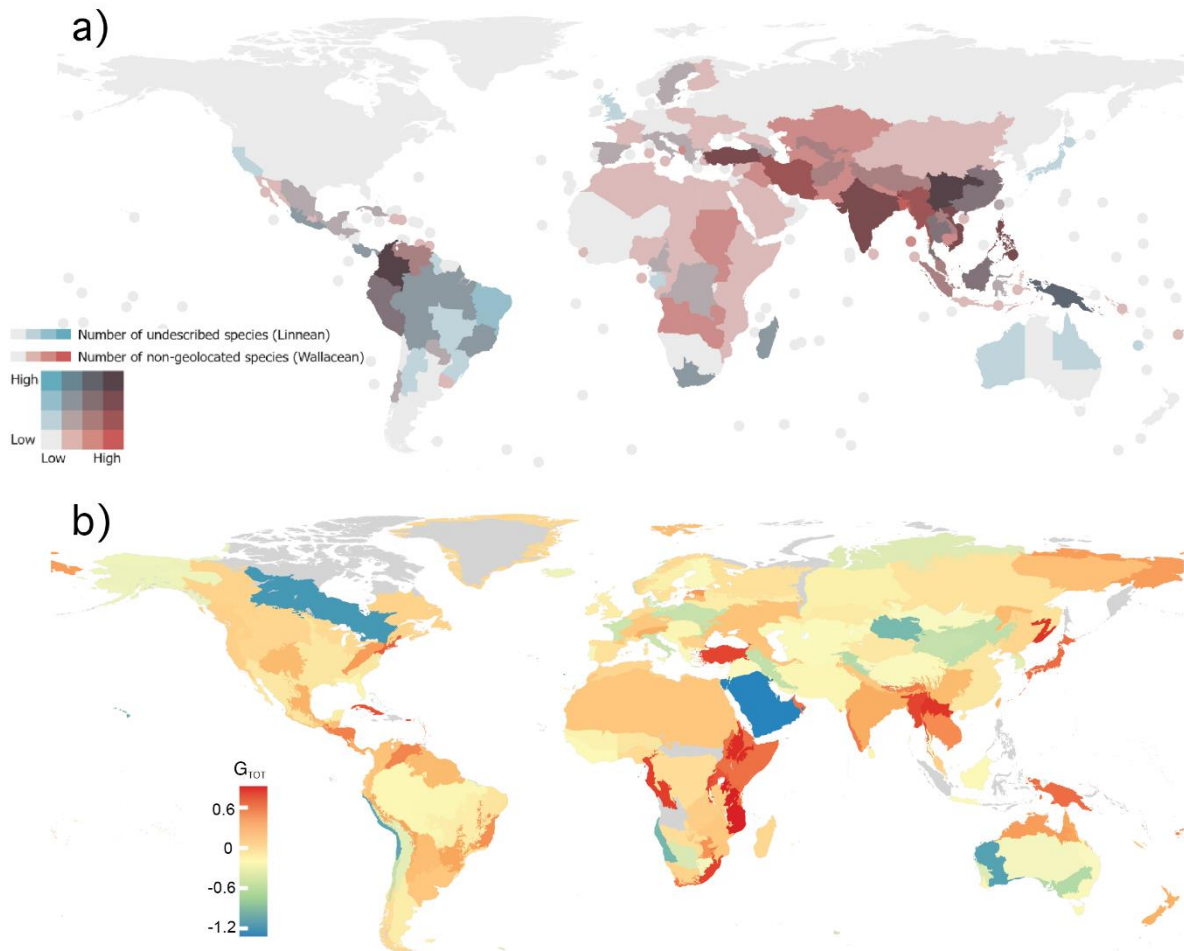 a)
Number of undescribed species (Linnean)
Number of non-geolocated species (Wallacean)
High
Low
Low High
b)
GTOT
0.6
0
-0.6
-1.2